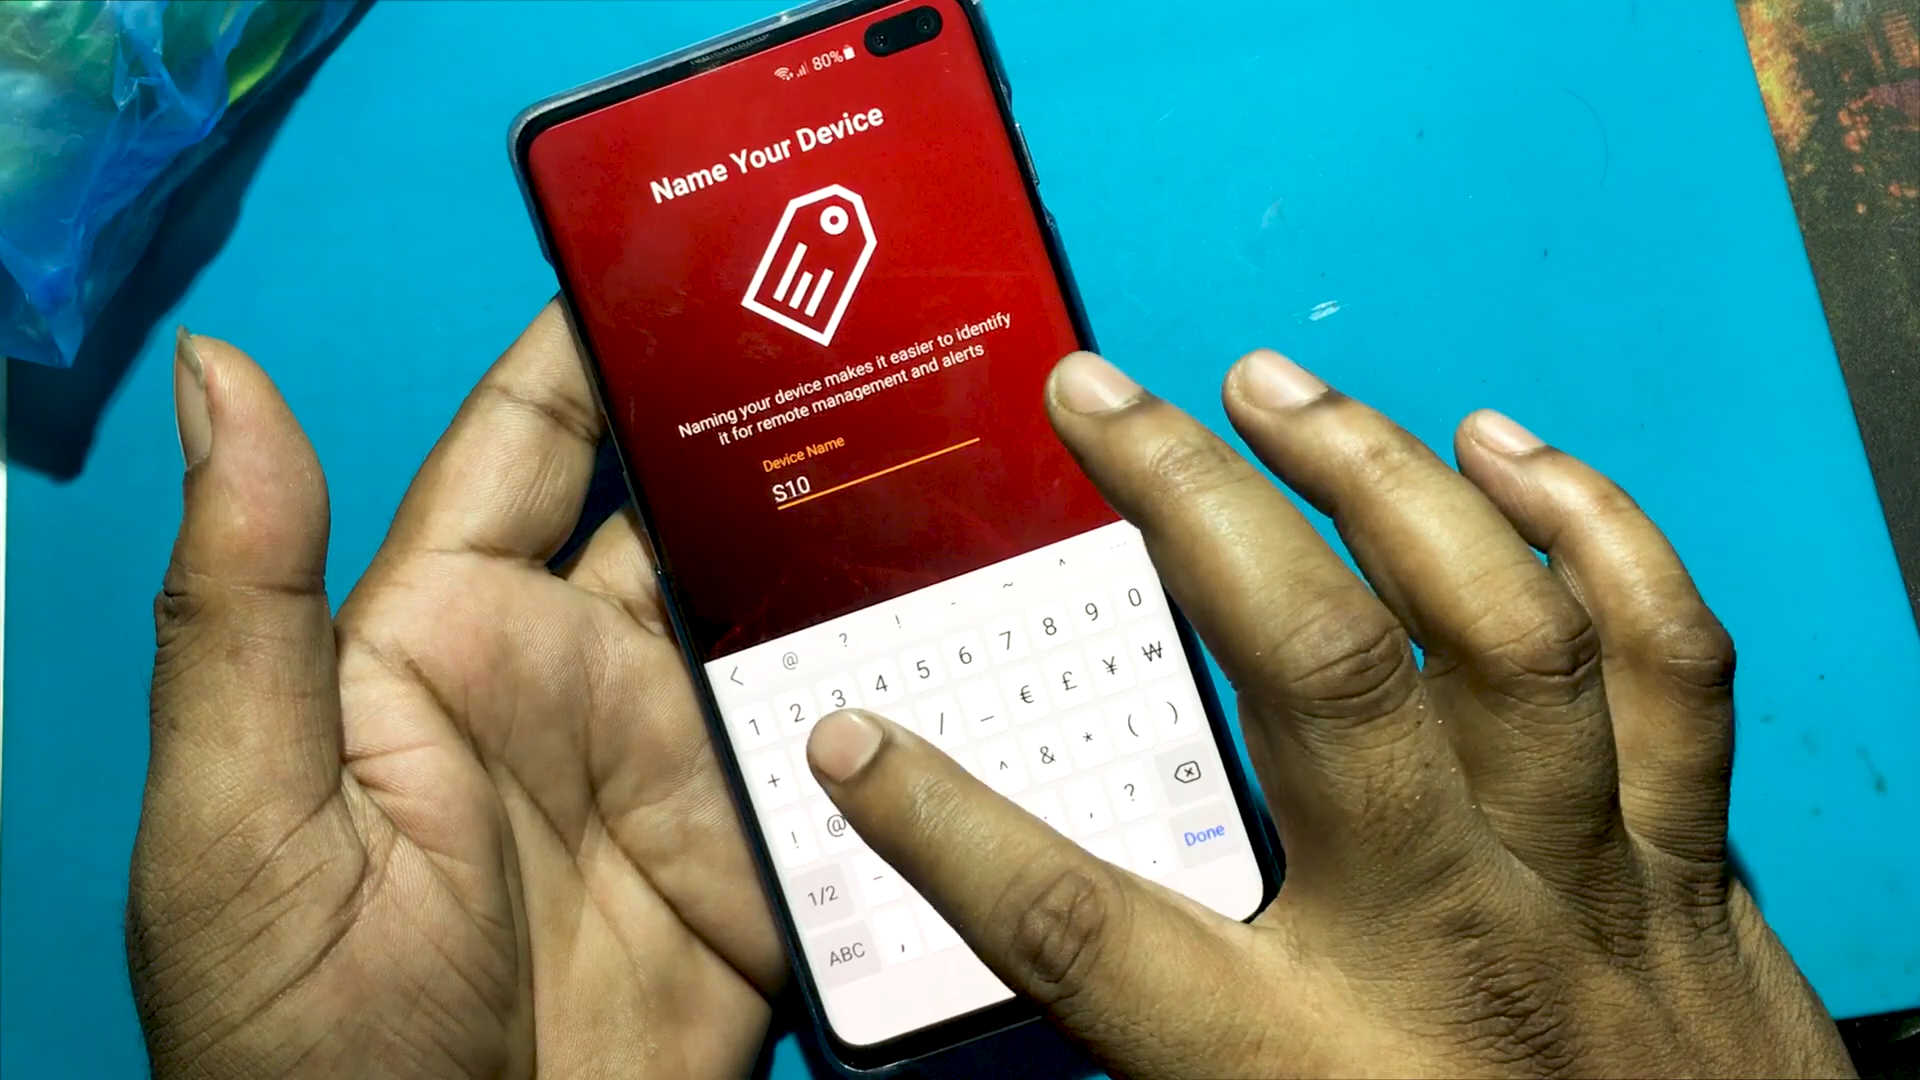 80%
Name Your Device
Naming your device makes it easier to identify
it for remote management and alerts
Device Name
S10
< @ ? ! - ~ ^ ...
1 2 3 4 5 6 7 8 9 0
+ / _ € £ ¥ ₩
! @ ^ & * ( )
1/2 - , ?
ABC , . Done